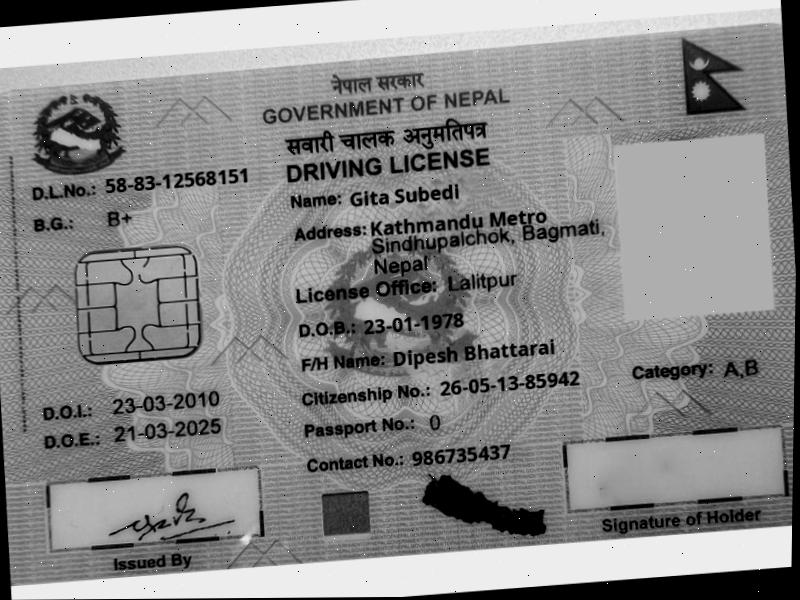 नेपाल सरकार
GOVERNMENT OF NEPAL
सवारी चालक अनुमतिपत्र
DRIVING LICENSE
D.L.No.: 58-83-12568151
B.G.: B+
Name: Gita Subedi
Address: Kathmandu Metro
Sindhupalchok, Bagmati,
Nepal
License Office: Lalitpur
D.O.B.: 23-01-1978
F/H Name: Dipesh Bhattarai
Citizenship No.: 26-05-13-85942
Category: A,B
Passport No.: 0
Contact No.: 986735437
D.O.I.: 23-03-2010
D.O.E.: 21-03-2025
Issued By
Signature of Holder